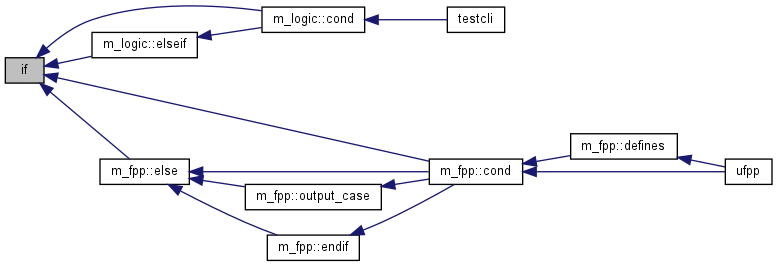 m_logic::cond
testcli
m_logic::elseif
if
m_fpp::defines
m_fpp::else
m_fpp::cond
ufpp
m_fpp::output_case
m_fpp::endif